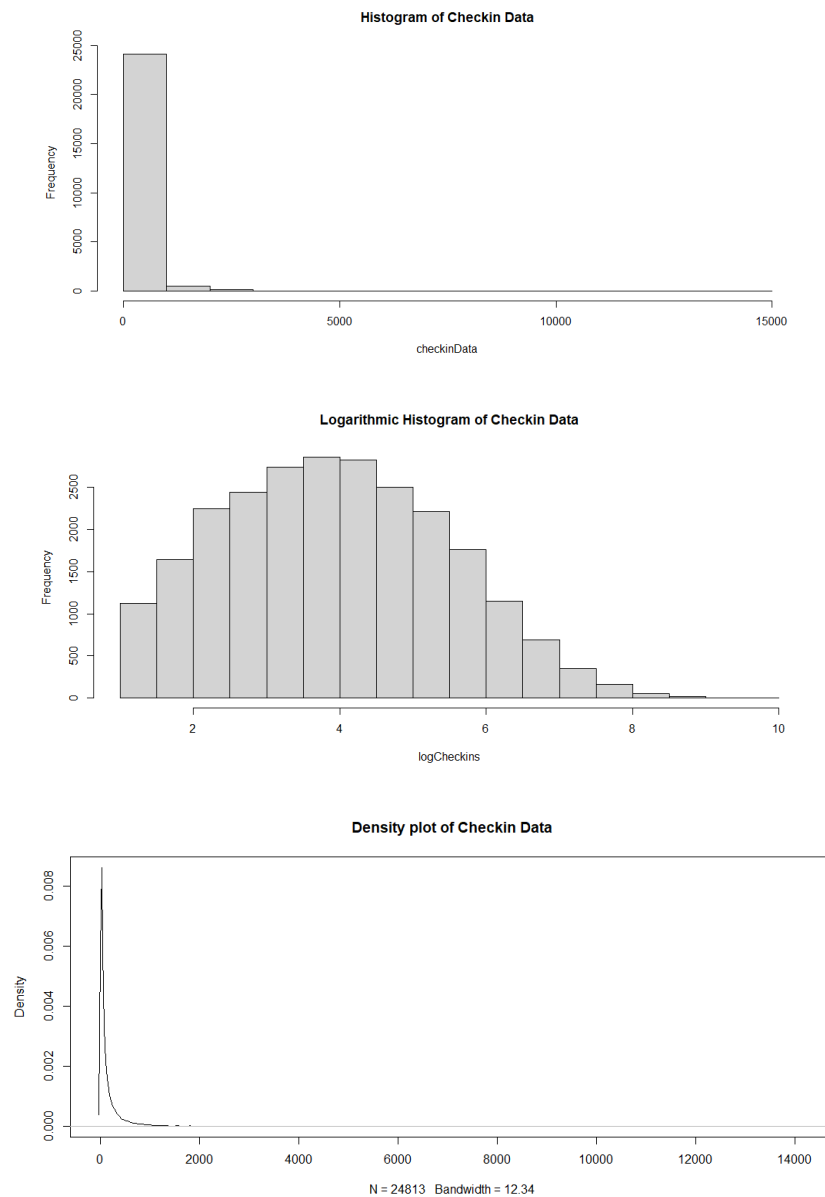 Histogram of Checkin Data
Frequency
25000
20000
15000
10000
5000
0
0 5000 10000 15000
checkinData
Logarithmic Histogram of Checkin Data
Frequency
2500
2000
1500
1000
500
0
2 4 6 8 10
logCheckins
Density plot of Checkin Data
Density
0.008
0.006
0.004
0.002
0.000
0 2000 4000 6000 8000 10000 12000 14000
N = 24813 Bandwidth = 12.34